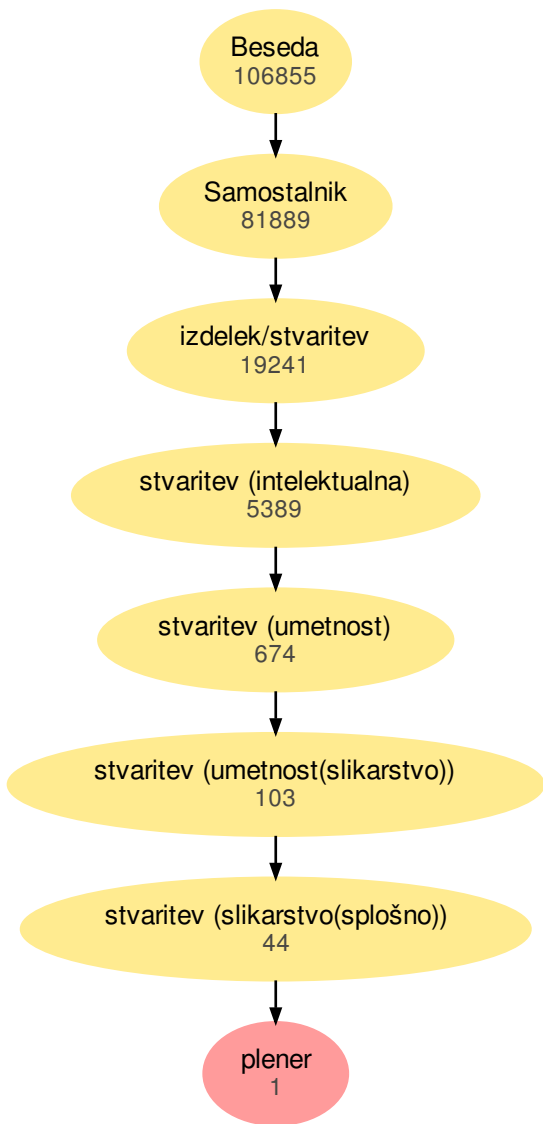 Beseda
106855
Samostalnik
81889
izdelek/stvaritev
19241
stvaritev (intelektualna)
5389
stvaritev (umetnost)
674
stvaritev (umetnost(slikarstvo))
103
stvaritev (slikarstvo(splošno))
44
plener
1